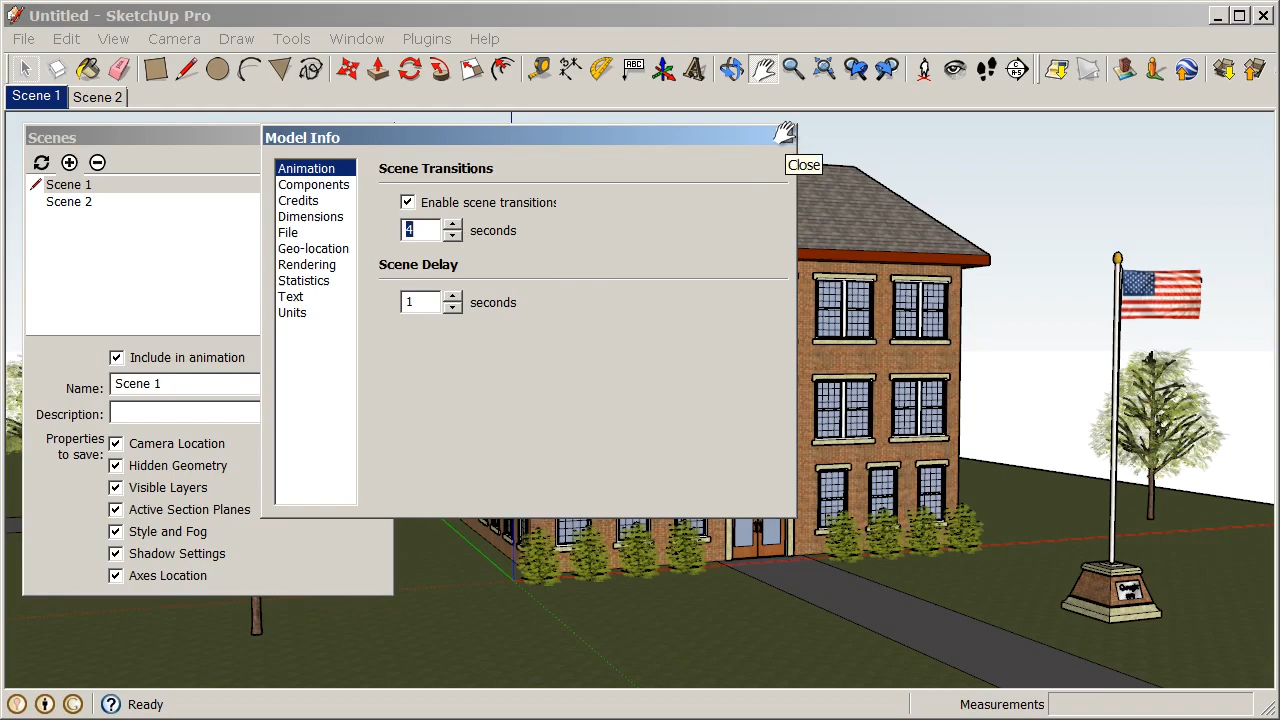 Untitled - SketchUp Pro
File Edit View Camera Draw Tools Window Plugins Help
ABC
A
A-5
Scene 1 Scene 2
Scenes
Model Info
Close
Scene 1
Scene 2
Animation
Components
Credits
Dimensions
File
Geo-location
Rendering
Statistics
Text
Units
Scene Transitions
Enable scene transitions
4 seconds
Scene Delay
1 seconds
Include in animation
Name: Scene 1
Description:
Properties
to save:
Camera Location
Hidden Geometry
Visible Layers
Active Section Planes
Style and Fog
Shadow Settings
Axes Location
? Ready
Measurements